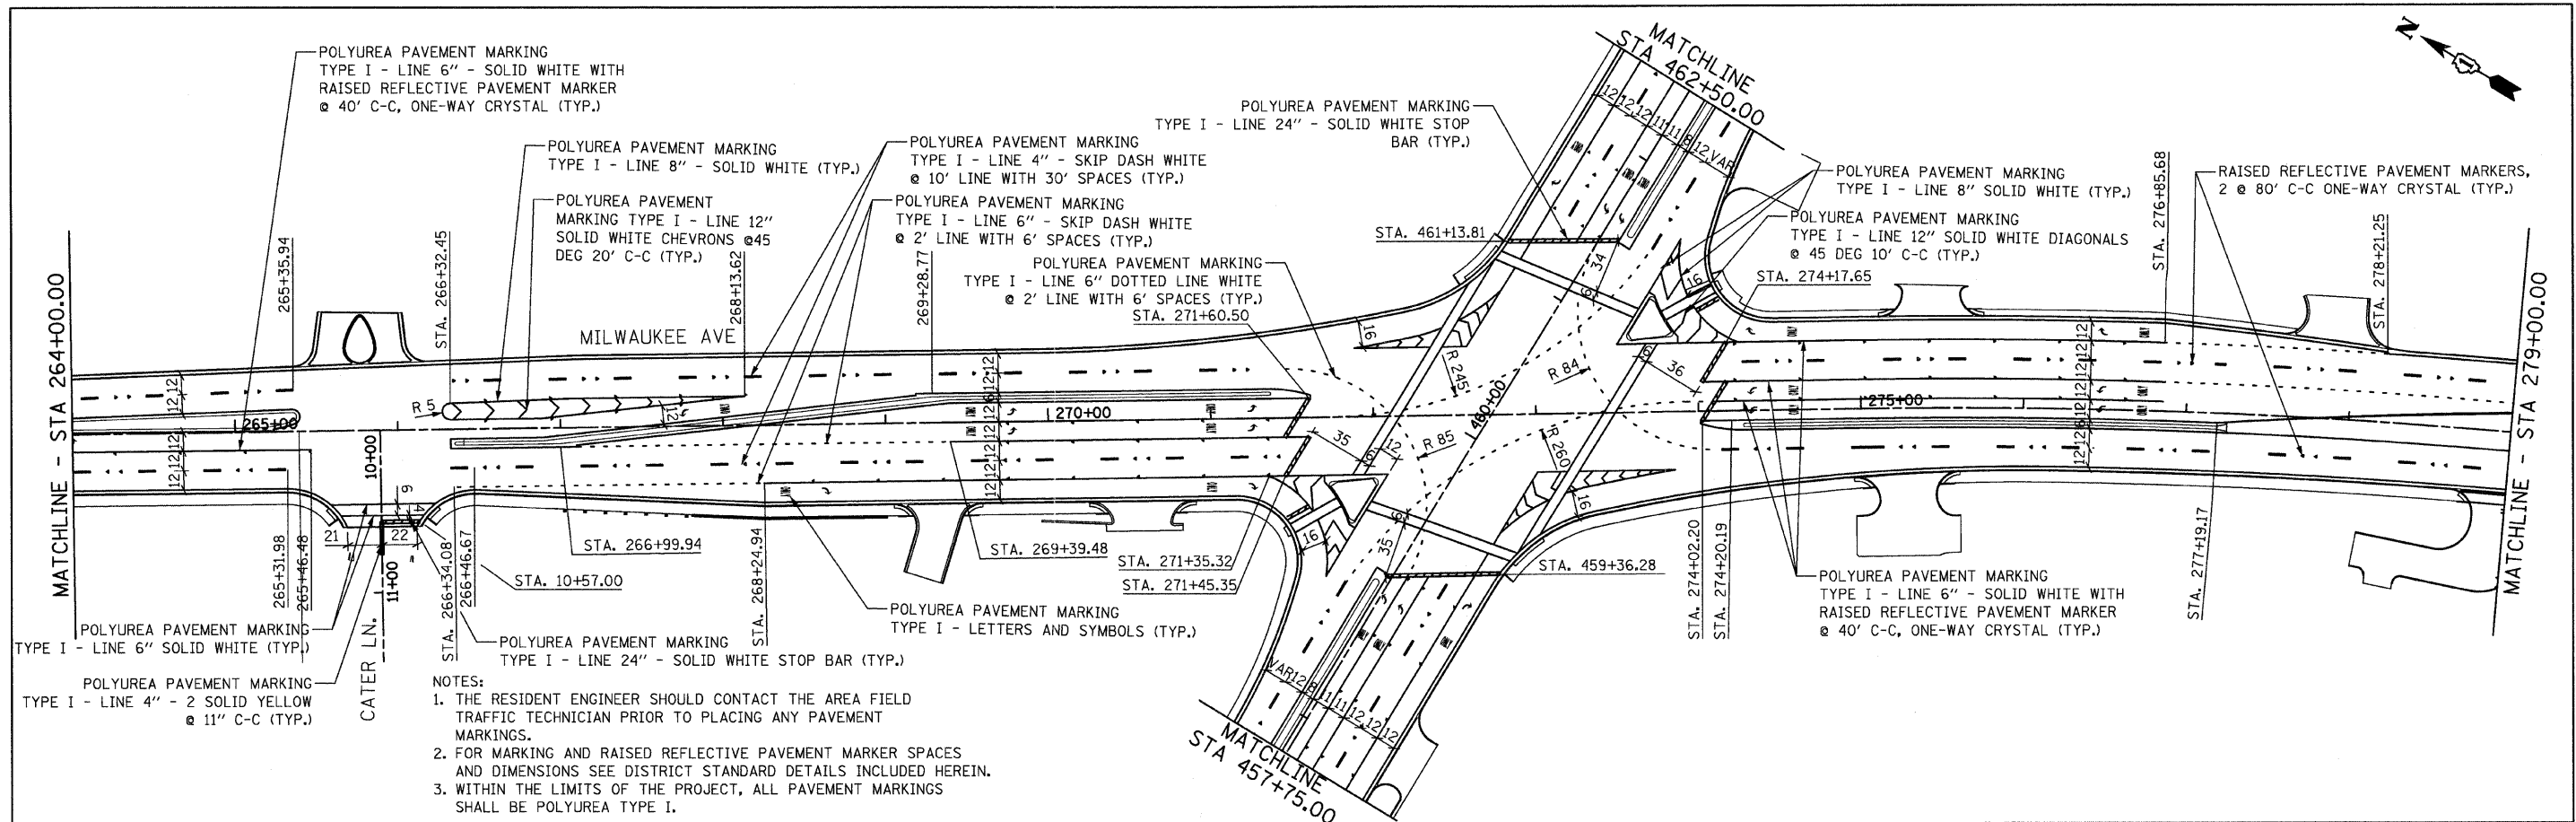 POLYUREA PAVEMENT MARKING
TYPE I - LINE 6" - SOLID WHITE WITH
RAISED REFLECTIVE PAVEMENT MARKER
@ 40' C-C, ONE-WAY CRYSTAL (TYP.)
POLYUREA PAVEMENT MARKING
TYPE I - LINE 8" - SOLID WHITE (TYP.)
POLYUREA PAVEMENT
MARKING TYPE I - LINE 12"
SOLID WHITE CHEVRONS @45
DEG 20' C-C (TYP.)
POLYUREA PAVEMENT MARKING
TYPE I - LINE 4" - SKIP DASH WHITE
@ 10' LINE WITH 30' SPACES (TYP.)
POLYUREA PAVEMENT MARKING
TYPE I - LINE 6" - SKIP DASH WHITE
@ 2' LINE WITH 6' SPACES (TYP.)
POLYUREA PAVEMENT MARKING
TYPE I - LINE 6" DOTTED LINE WHITE
@ 2' LINE WITH 6' SPACES (TYP.)
STA. 271+60.50
POLYUREA PAVEMENT MARKING
TYPE I - LINE 24" - SOLID WHITE STOP
BAR (TYP.)
STA. 461+13.81
MATCHLINE
STA 462+50.00
N
POLYUREA PAVEMENT MARKING
TYPE I - LINE 8" SOLID WHITE (TYP.)
POLYUREA PAVEMENT MARKING
TYPE I - LINE 12" SOLID WHITE DIAGONALS
@ 45 DEG 10' C-C (TYP.)
STA. 274+17.65
STA. 276+85.68
RAISED REFLECTIVE PAVEMENT MARKERS,
2 @ 80' C-C ONE-WAY CRYSTAL (TYP.)
STA. 278+21.25
MATCHLINE - STA 264+00.00
265+35.94
STA. 266+32.45
268+13.62
269+28.77
MILWAUKEE AVE
R 5
265+00
270+00
275+00
460+00
R 245
R 84
R 85
R 260
MATCHLINE - STA 279+00.00
10+00
11+00
21
22
265+31.98
265+46.48
STA. 266+34.08
266+46.67
STA. 266+99.94
STA. 10+57.00
STA. 268+24.94
STA. 269+39.48
STA. 271+35.32
STA. 271+45.35
STA. 459+36.28
STA. 274+02.20
STA. 274+20.19
STA. 277+19.17
POLYUREA PAVEMENT MARKING
TYPE I - LINE 6" SOLID WHITE (TYP.)
POLYUREA PAVEMENT MARKING
TYPE I - LINE 4" - 2 SOLID YELLOW
@ 11" C-C (TYP.)
CATER LN.
POLYUREA PAVEMENT MARKING
TYPE I - LINE 24" - SOLID WHITE STOP BAR (TYP.)
POLYUREA PAVEMENT MARKING
TYPE I - LETTERS AND SYMBOLS (TYP.)
POLYUREA PAVEMENT MARKING
TYPE I - LINE 6" - SOLID WHITE WITH
RAISED REFLECTIVE PAVEMENT MARKER
@ 40' C-C, ONE-WAY CRYSTAL (TYP.)
MATCHLINE
STA 457+75.00
NOTES:
1. THE RESIDENT ENGINEER SHOULD CONTACT THE AREA FIELD
TRAFFIC TECHNICIAN PRIOR TO PLACING ANY PAVEMENT
MARKINGS.
2. FOR MARKING AND RAISED REFLECTIVE PAVEMENT MARKER SPACES
AND DIMENSIONS SEE DISTRICT STANDARD DETAILS INCLUDED HEREIN.
3. WITHIN THE LIMITS OF THE PROJECT, ALL PAVEMENT MARKINGS
SHALL BE POLYUREA TYPE I.